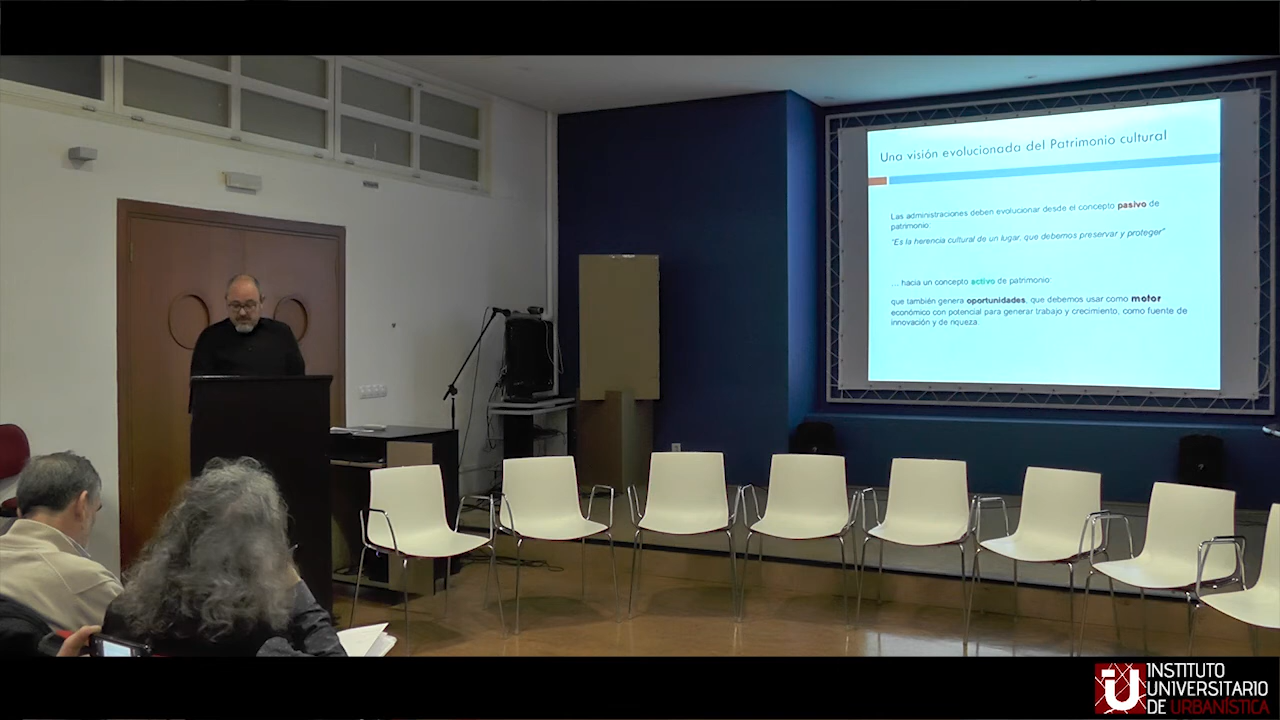 Una visión evolucionada del Patrimonio cultural
Las administraciones deben evolucionar desde el concepto pasivo de
patrimonio:
"Es la herencia cultural de un lugar, que debemos preservar y proteger"
... hacia un concepto activo de patrimonio:
que también genera oportunidades, que debemos usar como motor
económico con potencial para generar trabajo y crecimiento, como fuente de
innovación y de riqueza
INSTITUTO
UNIVERSITARIO
DE URBANÍSTICA